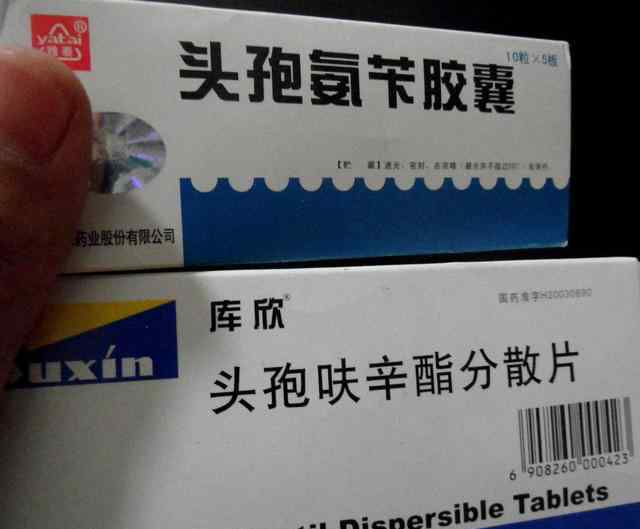 yatai
10粒×5板
头孢氨苄胶囊
药业股份有限公司
库欣®
国药准字H20030690
uxin
头孢呋辛酯分散片
6 908260 000423
Dispersible Tablets